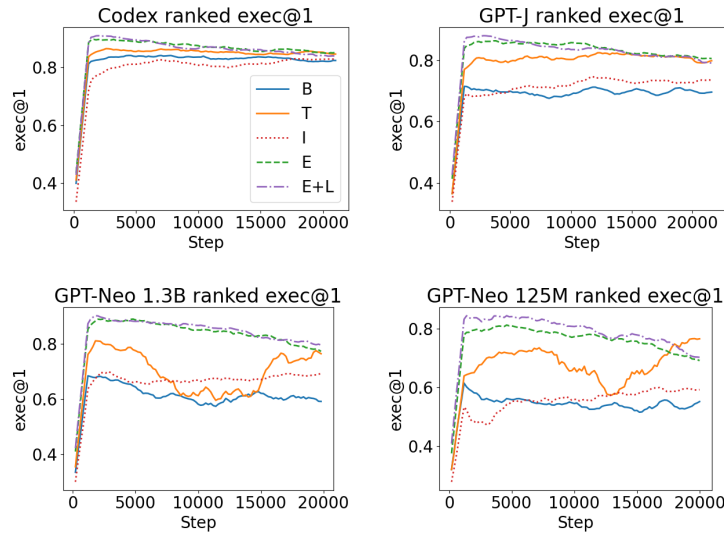 Codex ranked exec@1
exec@1
0.8
0.6
0.4
B
T
I
E
E+L
0
5000
10000
15000
20000
Step
GPT-J ranked exec@1
exec@1
0.8
0.6
0.4
0
5000
10000
15000
20000
Step
GPT-Neo 1.3B ranked exec@1
exec@1
0.8
0.6
0.4
0
5000
10000
15000
20000
Step
GPT-Neo 125M ranked exec@1
exec@1
0.8
0.6
0.4
0
5000
10000
15000
20000
Step